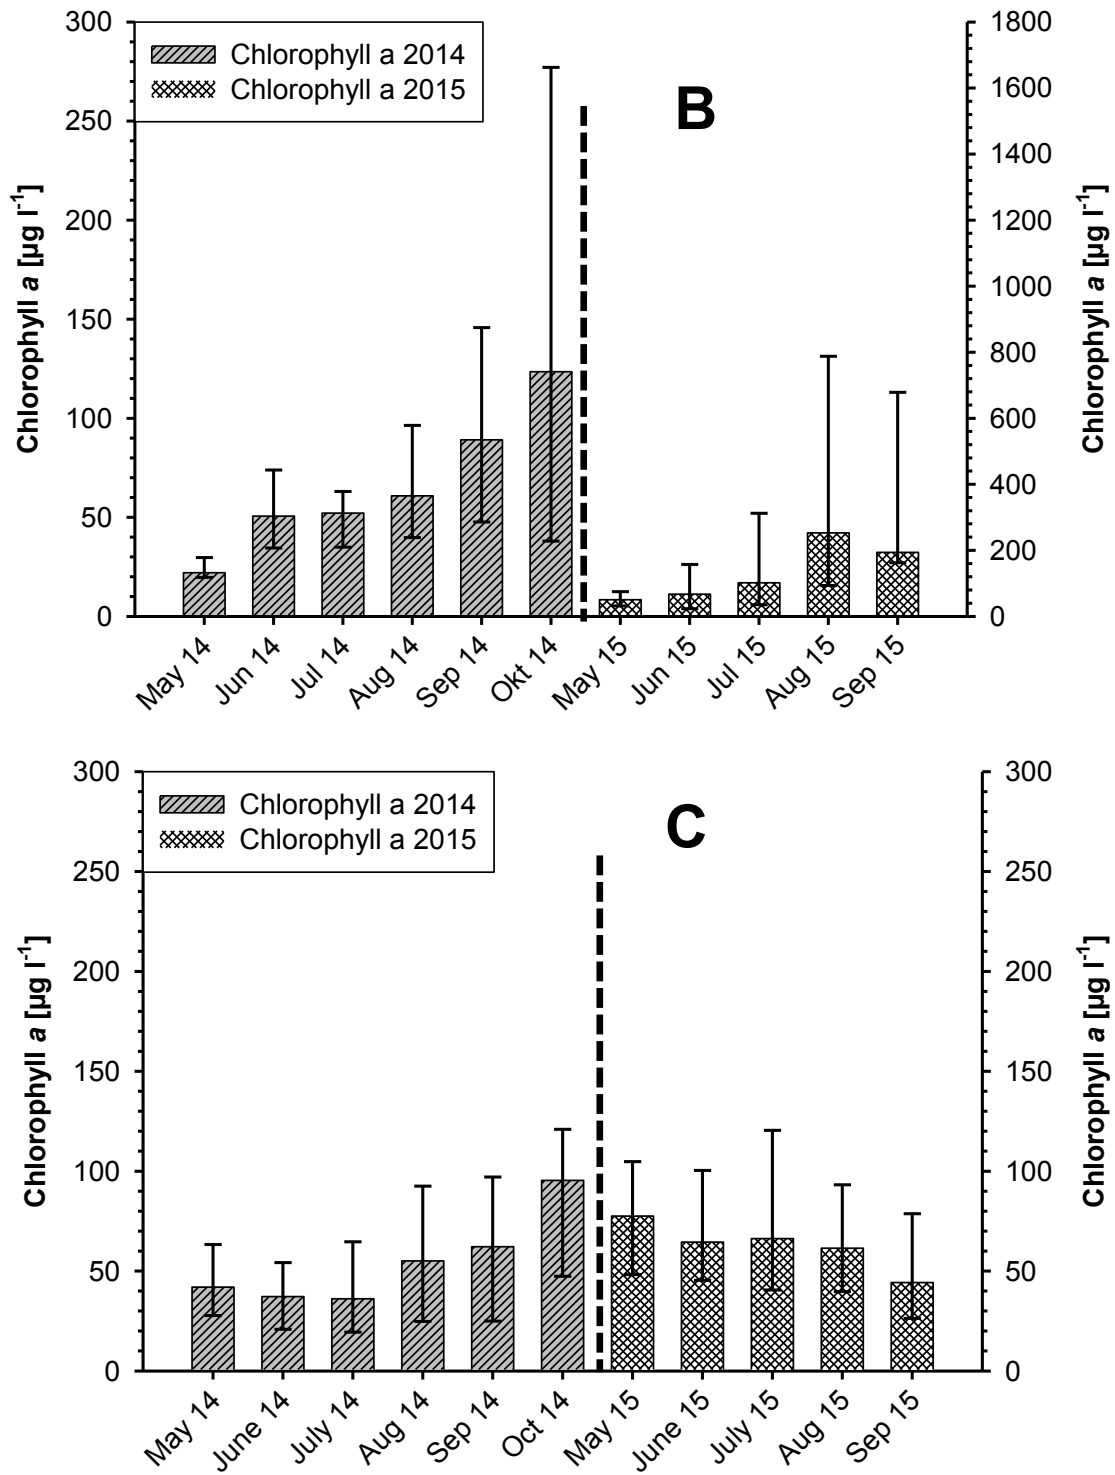 Chlorophyll a 2014
Chlorophyll a 2015
B
300
250
200
150
100
50
0
Chlorophyll a [µg l-1]
1800
1600
1400
1200
1000
800
600
400
200
0
Chlorophyll a [µg l-1]
May 14
Jun 14
Jul 14
Aug 14
Sep 14
Okt 14
May 15
Jun 15
Jul 15
Aug 15
Sep 15
Chlorophyll a 2014
Chlorophyll a 2015
C
300
250
200
150
100
50
0
Chlorophyll a [µg l-1]
300
250
200
150
100
50
0
Chlorophyll a [µg l-1]
May 14
June 14
July 14
Aug 14
Sep 14
Oct 14
May 15
June 15
July 15
Aug 15
Sep 15